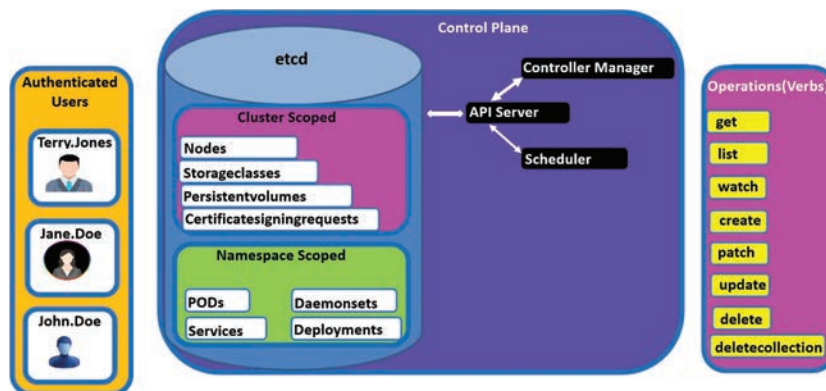 Authenticated
Users
Terry.Jones
Jane.Doe
John.Doe
Control Plane
etcd
Cluster Scoped
Nodes
Storageclasses
Persistentvolumes
Certificatesigningrequests
Namespace Scoped
PODs
Daemonsets
Services
Deployments
Controller Manager
API Server
Scheduler
Operations(Verbs)
get
list
watch
create
patch
update
delete
deletecollection